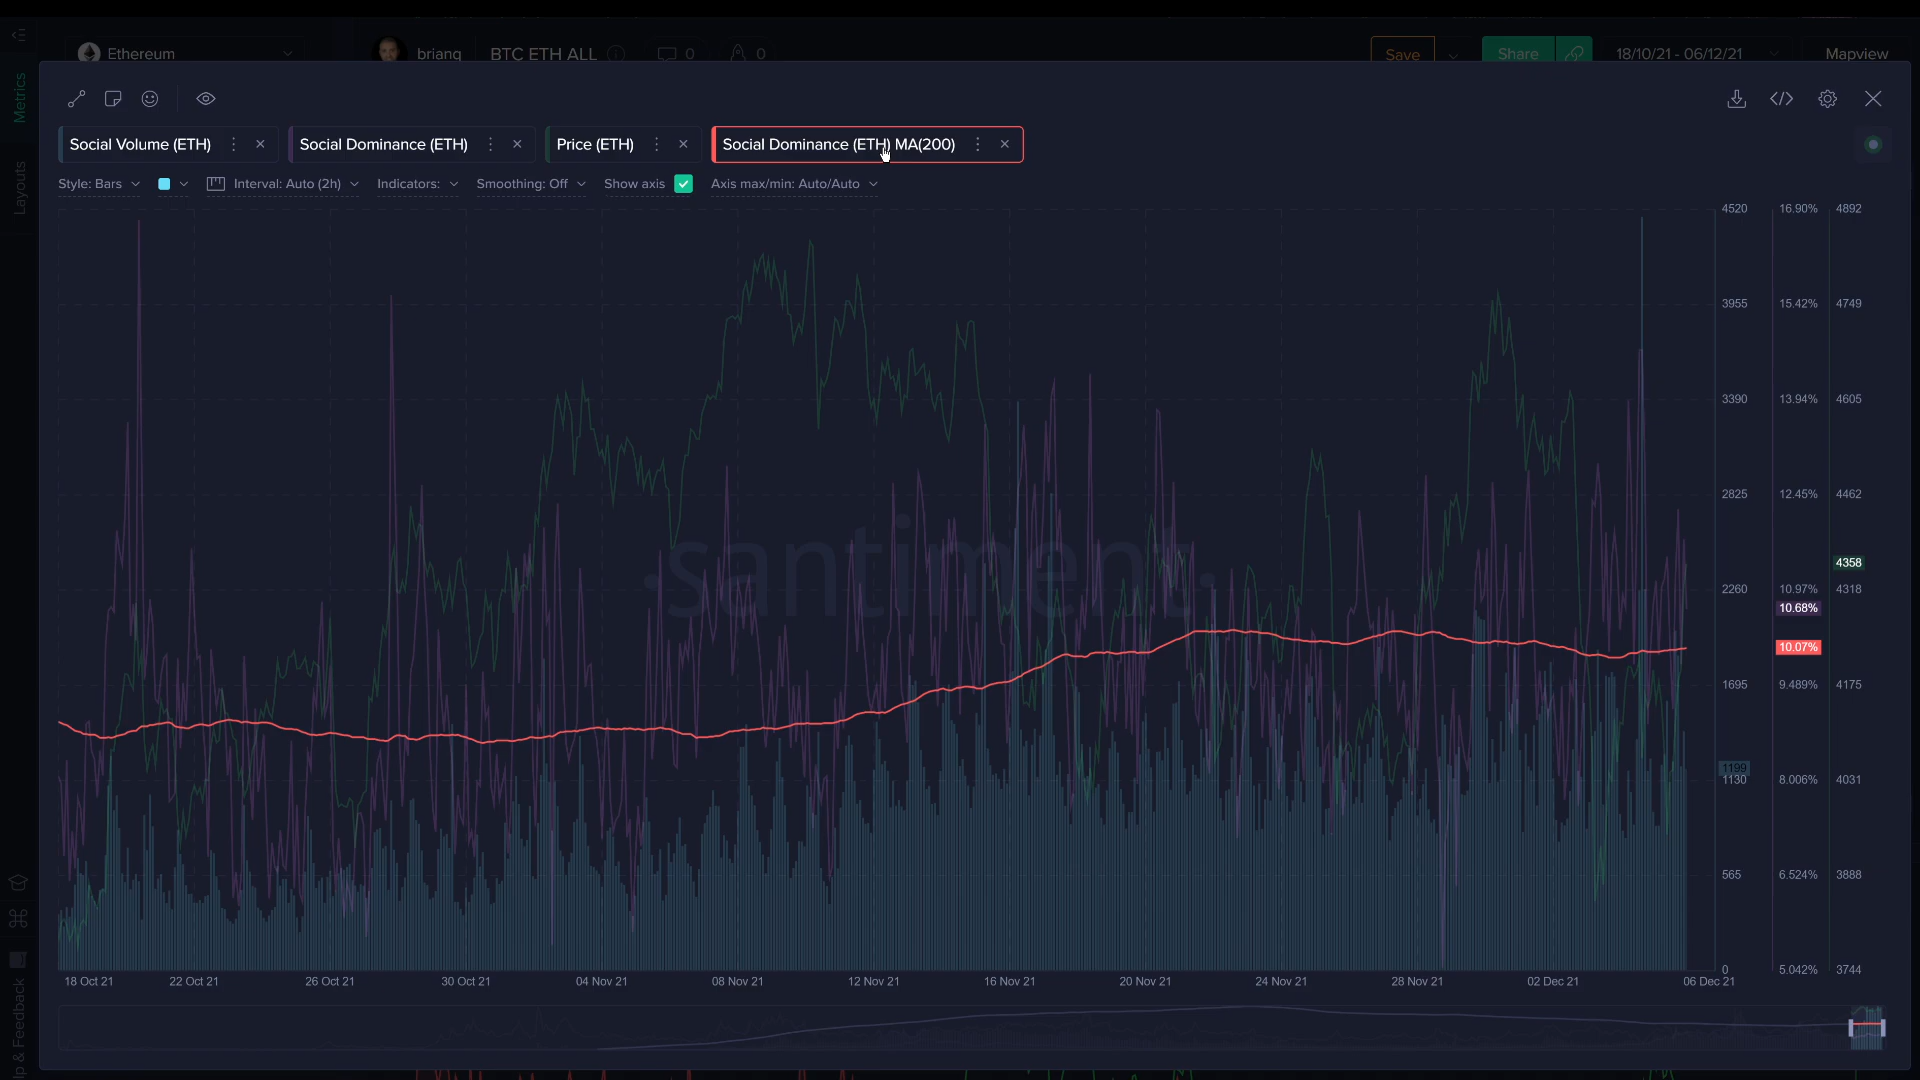 Ethereum briang BTC ETH ALL 0 0 Save Share 18/10/21 - 06/12/21 Mapview
Metrics
Layouts
Social Volume (ETH) Social Dominance (ETH) Price (ETH) Social Dominance (ETH) MA(200)
Style: Bars Interval: Auto (2h) Indicators: Smoothing: Off Show axis Axis max/min: Auto/Auto
4520 16.90% 4892
3955 15.42% 4749
3390 13.94% 4605
2825 12.45% 4462
·santiment·
4358
2260 10.97% 4318
10.68%
10.07%
1695 9.489% 4175
1199
1130 8.006% 4031
565 6.524% 3888
0 5.042% 3744
18 Oct 21 22 Oct 21 26 Oct 21 30 Oct 21 04 Nov 21 08 Nov 21 12 Nov 21 16 Nov 21 20 Nov 21 24 Nov 21 28 Nov 21 02 Dec 21 06 Dec 21
lp & Feedback